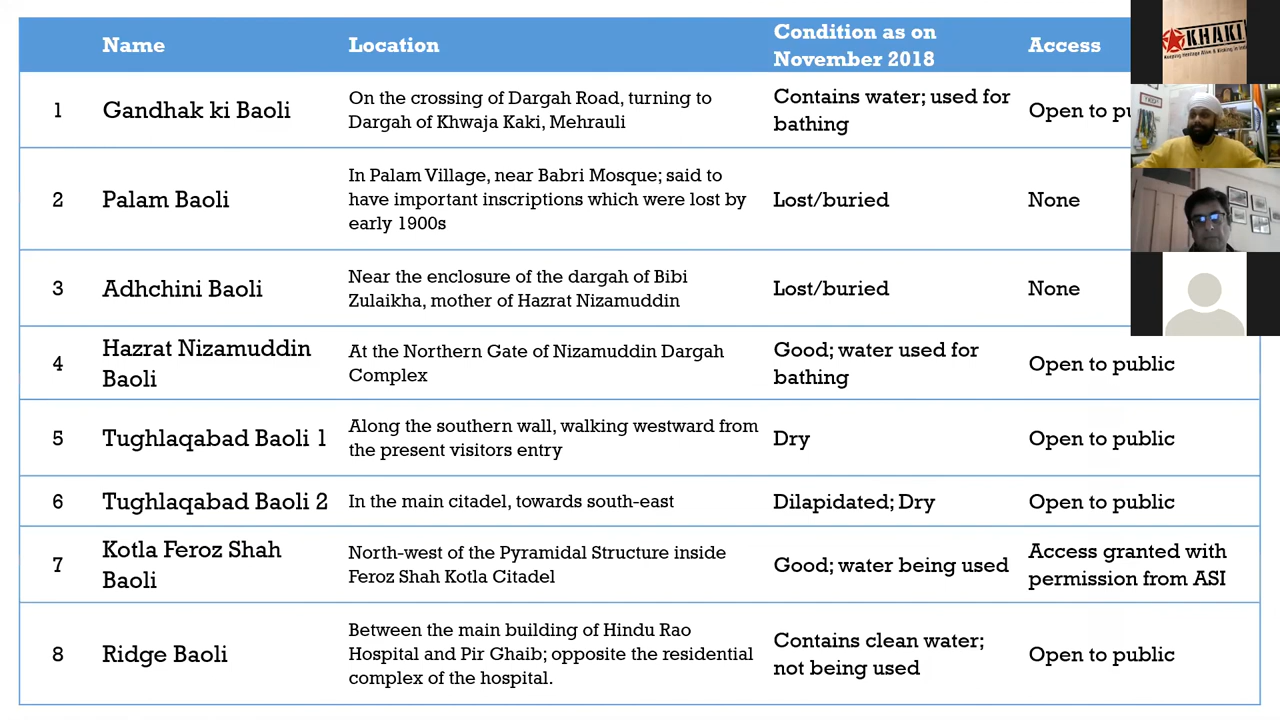 Name Location Condition as on
November 2018 Access
1 Gandhak ki Baoli On the crossing of Dargah Road, turning to
Dargah of Khwaja Kaki, Mehrauli Contains water; used for
bathing Open to pu
2 Palam Baoli In Palam Village, near Babri Mosque; said to
have important inscriptions which were lost by
early 1900s Lost/buried None
3 Adhchini Baoli Near the enclosure of the dargah of Bibi
Zulaikha, mother of Hazrat Nizamuddin Lost/buried None
4 Hazrat Nizamuddin
Baoli At the Northern Gate of Nizamuddin Dargah
Complex Good; water used for
bathing Open to public
5 Tughlaqabad Baoli 1 Along the southern wall, walking westward from
the present visitors entry Dry Open to public
6 Tughlaqabad Baoli 2 In the main citadel, towards south-east Dilapidated; Dry Open to public
7 Kotla Feroz Shah
Baoli North-west of the Pyramidal Structure inside
Feroz Shah Kotla Citadel Good; water being used Access granted with
permission from ASI
8 Ridge Baoli Between the main building of Hindu Rao
Hospital and Pir Ghaib; opposite the residential
complex of the hospital. Contains clean water;
not being used Open to public
KHAKI
Keeping Heritage Alive & Kicking in Indi